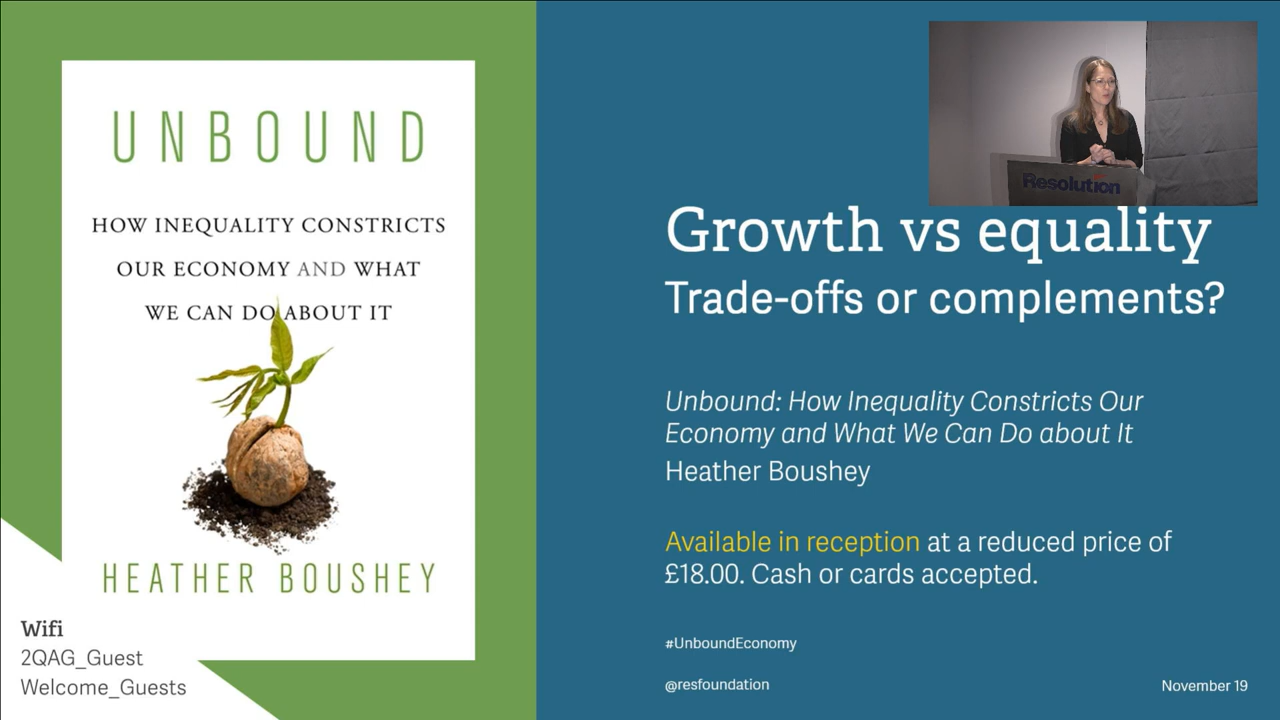 UNBOUND
HOW INEQUALITY CONSTRICTS
OUR ECONOMY AND WHAT
WE CAN DO ABOUT IT
HEATHER BOUSHEY
Wifi
2QAG_Guest
Welcome_Guests
Resolution
Growth vs equality
Trade-offs or complements?
Unbound: How Inequality Constricts Our
Economy and What We Can Do about It
Heather Boushey
Available in reception at a reduced price of
£18.00. Cash or cards accepted.
#UnboundEconomy
@resfoundation
November 19